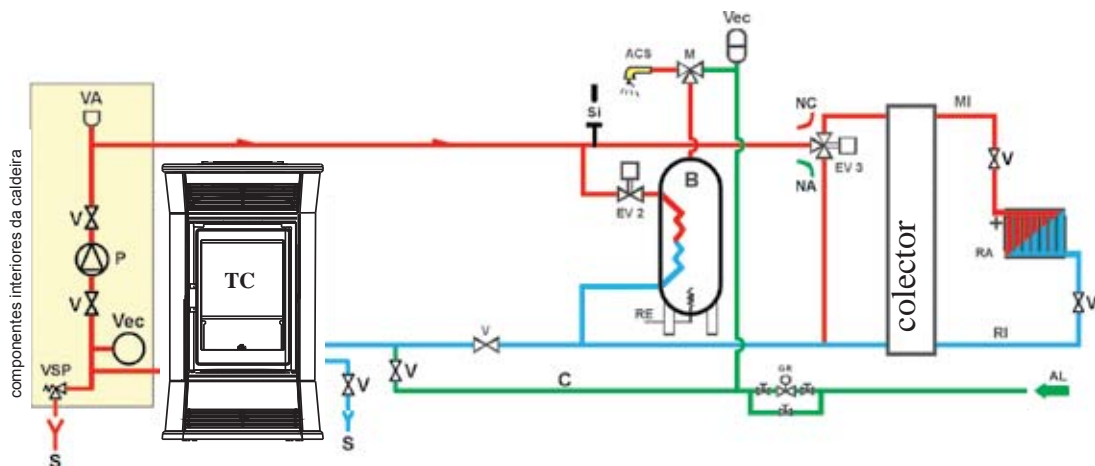 componentes interiores da caldeira
VA
V
P
V
Vec
VSP
S
TC
V
S
V
V
C
ACS
M
Vec
Si
EV 2
B
RE
NC
NA
EV 3
GR
AL
colector
MI
V
RA
V
RI